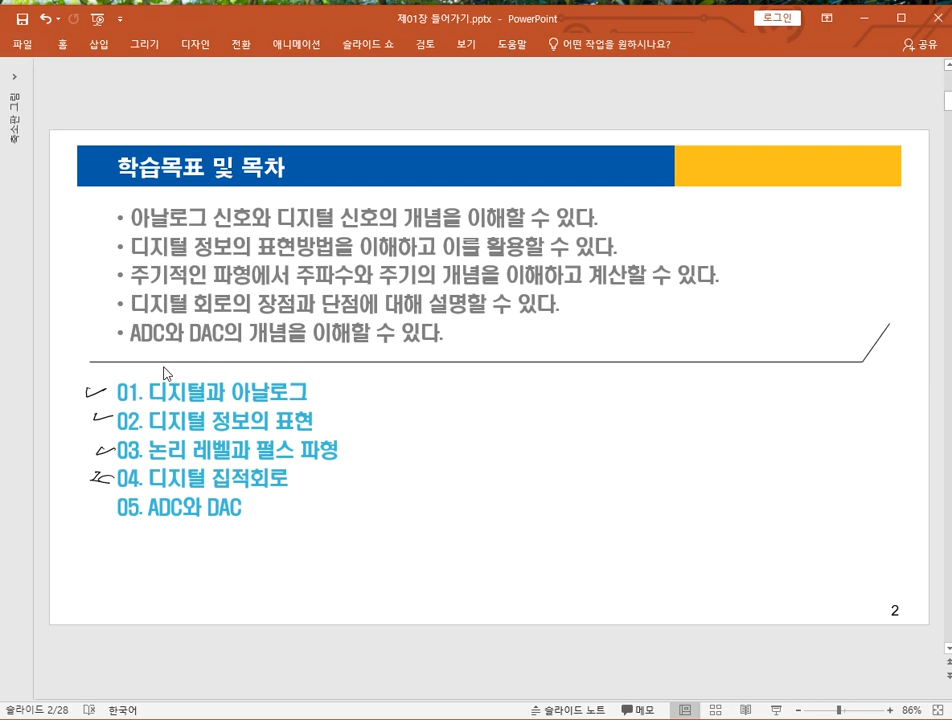 제01장 들어가기.pptx - PowerPoint
로그인
파일 홈 삽입 그리기 디자인 전환 애니메이션 슬라이드 쇼 검토 보기 도움말 어떤 작업을 원하시나요? 공유
축소판 그림
학습목표 및 목차
• 아날로그 신호와 디지털 신호의 개념을 이해할 수 있다.
• 디지털 정보의 표현방법을 이해하고 이를 활용할 수 있다.
• 주기적인 파형에서 주파수와 주기의 개념을 이해하고 계산할 수 있다.
• 디지털 회로의 장점과 단점에 대해 설명할 수 있다.
• ADC와 DAC의 개념을 이해할 수 있다.
01. 디지털과 아날로그
02. 디지털 정보의 표현
03. 논리 레벨과 펄스 파형
04. 디지털 집적회로
05. ADC와 DAC
2
슬라이드 2/28 한국어 슬라이드 노트 메모 86%